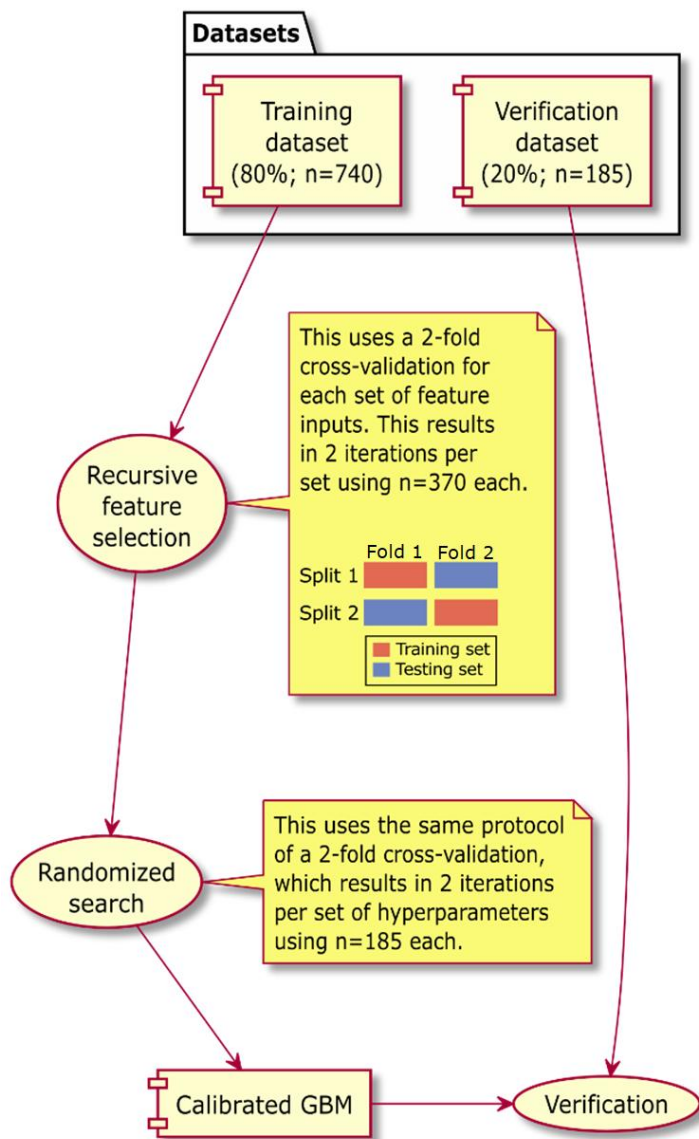 Datasets
Training
dataset
(80%; n=740)
Verification
dataset
(20%; n=185)
This uses a 2-fold
cross-validation for
each set of feature
inputs. This results
in 2 iterations per
set using n=370 each.
Recursive
feature
selection
Fold 1 Fold 2
Split 1
Split 2
Training set
Testing set
This uses the same protocol
of a 2-fold cross-validation,
which results in 2 iterations
per set of hyperparameters
using n=185 each.
Randomized
search
Calibrated GBM
Verification